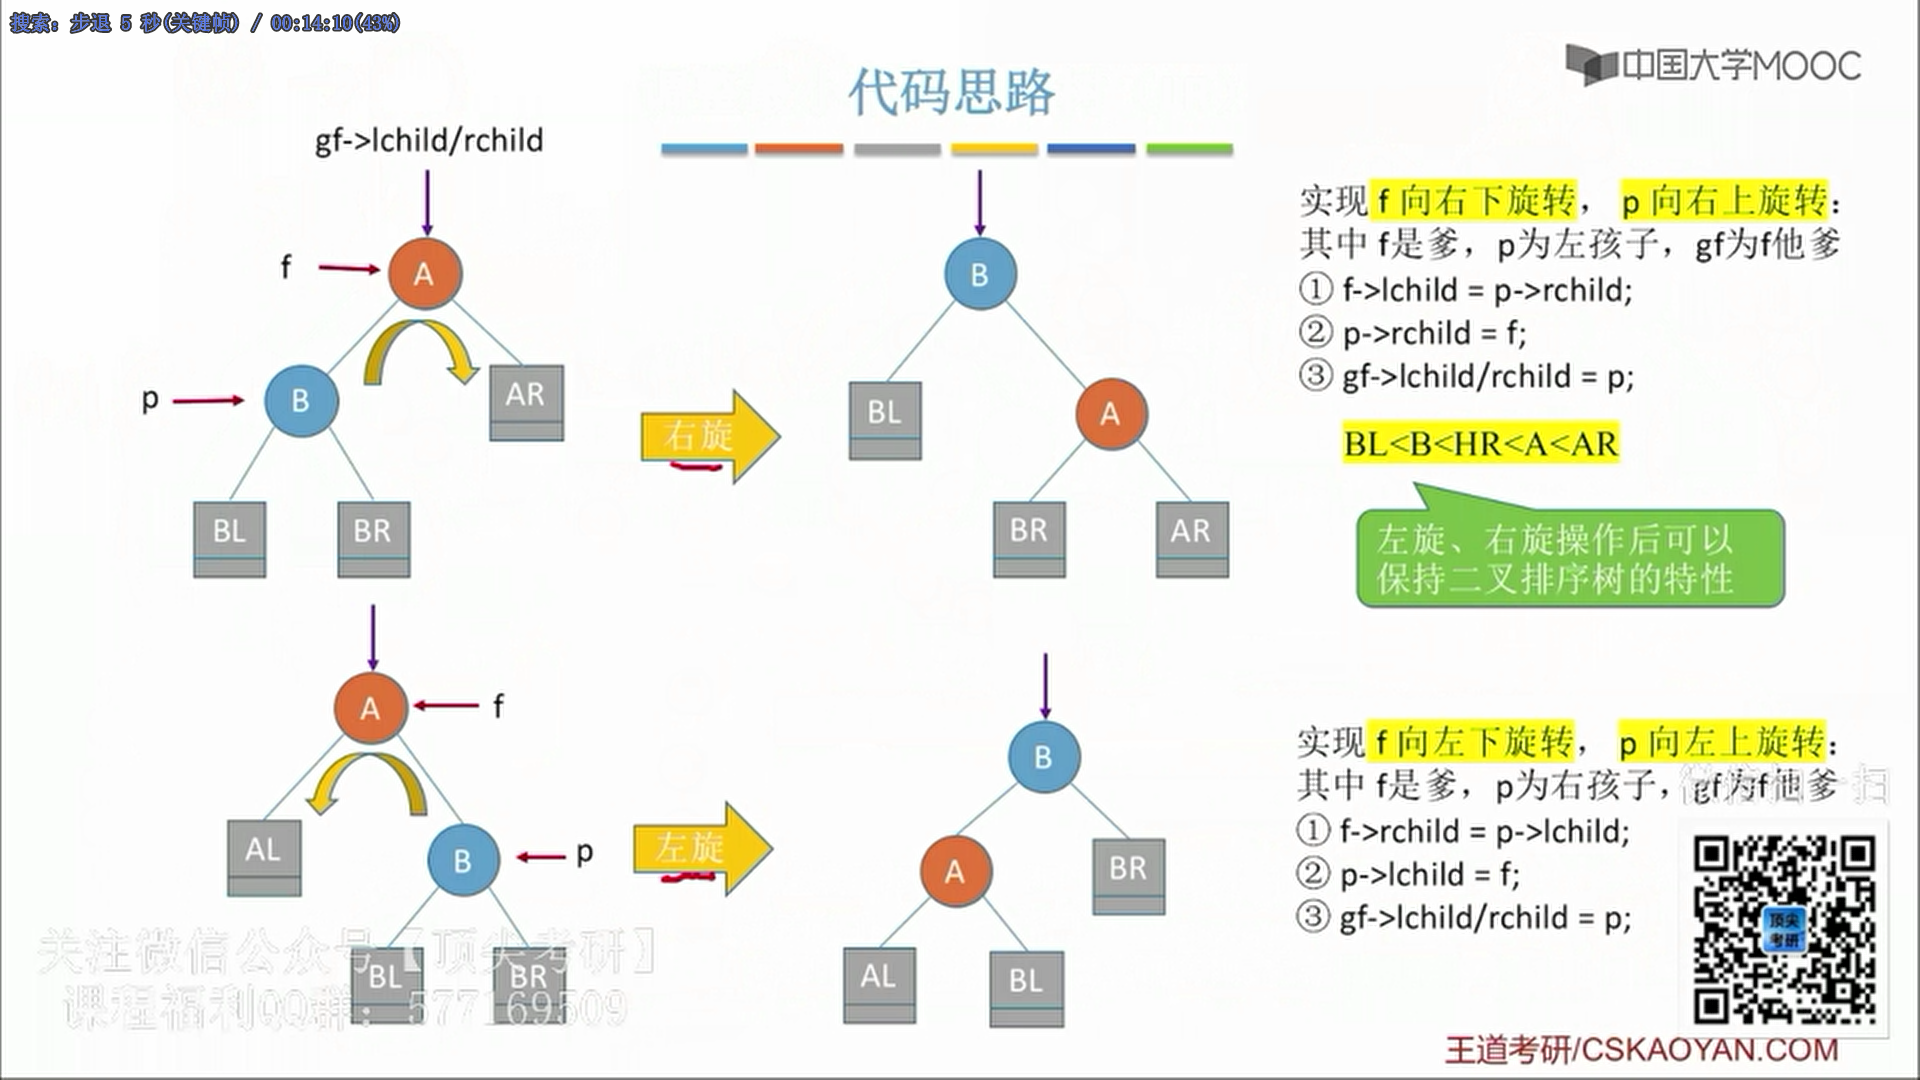 搜索: 步退 5 秒(关键帧) / 00:14:10(43%)
中国大学MOOC
代码思路
gf->lchild/rchild
f
A
p
B
AR
BL
BR
右旋
B
BL
A
BR
AR
实现 f 向右下旋转， p 向右上旋转：
其中 f是爹，p为左孩子，gf为f他爹
① f->lchild = p->rchild;
② p->rchild = f;
③ gf->lchild/rchild = p;
BL<B<HR<A<AR
左旋、右旋操作后可以
保持二叉排序树的特性
A
f
AL
B
p
BL
BR
左旋
B
A
BR
AL
BL
实现 f 向左下旋转， p 向左上旋转：
其中 f是爹，p为右孩子，gf为f他爹
① f->rchild = p->lchild;
② p->lchild = f;
③ gf->lchild/rchild = p;
微信扫一扫
顶尖
考研
关注微信公众号【顶尖考研】
课程福利QQ群：577169509
王道考研/CSKAOYAN.COM